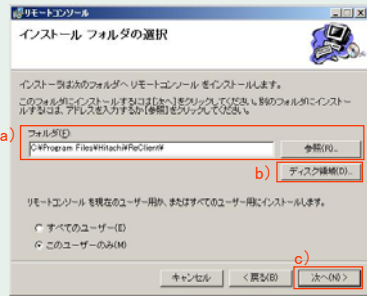 リモートコンソール
インストール フォルダの選択
インストーラは次のフォルダへ リモートコンソール をインストールします。
このフォルダにインストールするには[次へ]をクリックしてください。別のフォルダにインストー
ルするには、アドレスを入力するか[参照]をクリックしてください。
a)
フォルダ(F):
C:¥Program Files¥Hitachi¥ReClient¥
参照(R)...
b)
ディスク領域(D)...
リモートコンソール を現在のユーザー用か、またはすべてのユーザー用にインストールします。
すべてのユーザー(E)
このユーザーのみ(M)
c)
キャンセル
< 戻る(B)
次へ(N) >